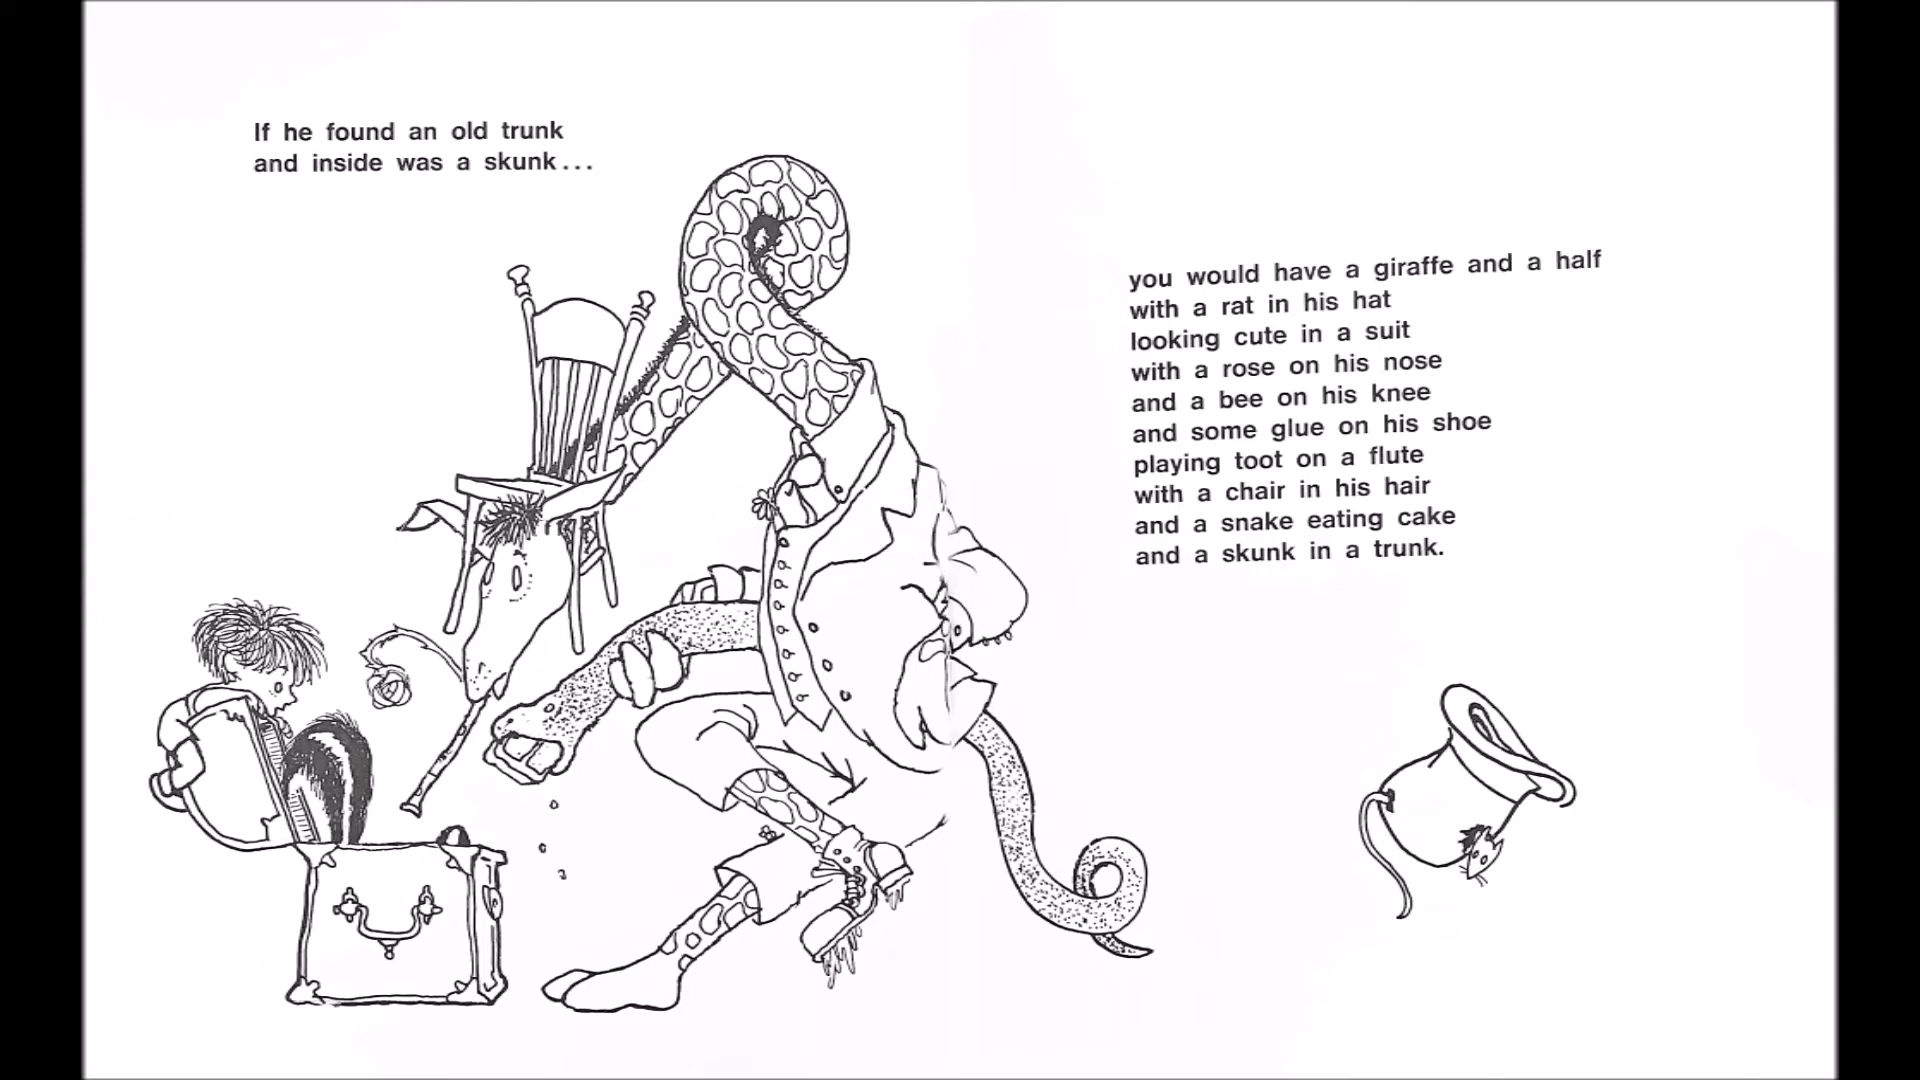 If he found an old trunk
and inside was a skunk...
you would have a giraffe and a half
with a rat in his hat
looking cute in a suit
with a rose on his nose
and a bee on his knee
and some glue on his shoe
playing toot on a flute
with a chair in his hair
and a snake eating cake
and a skunk in a trunk.